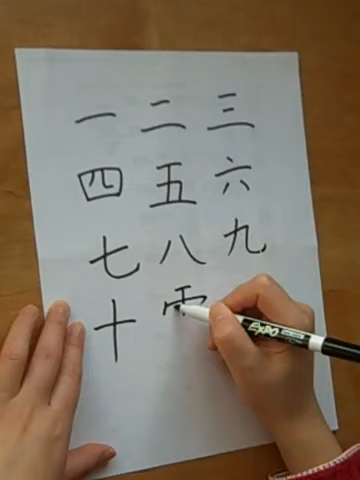 一 二 三
四 五 六
七 八 九
十
EXPO